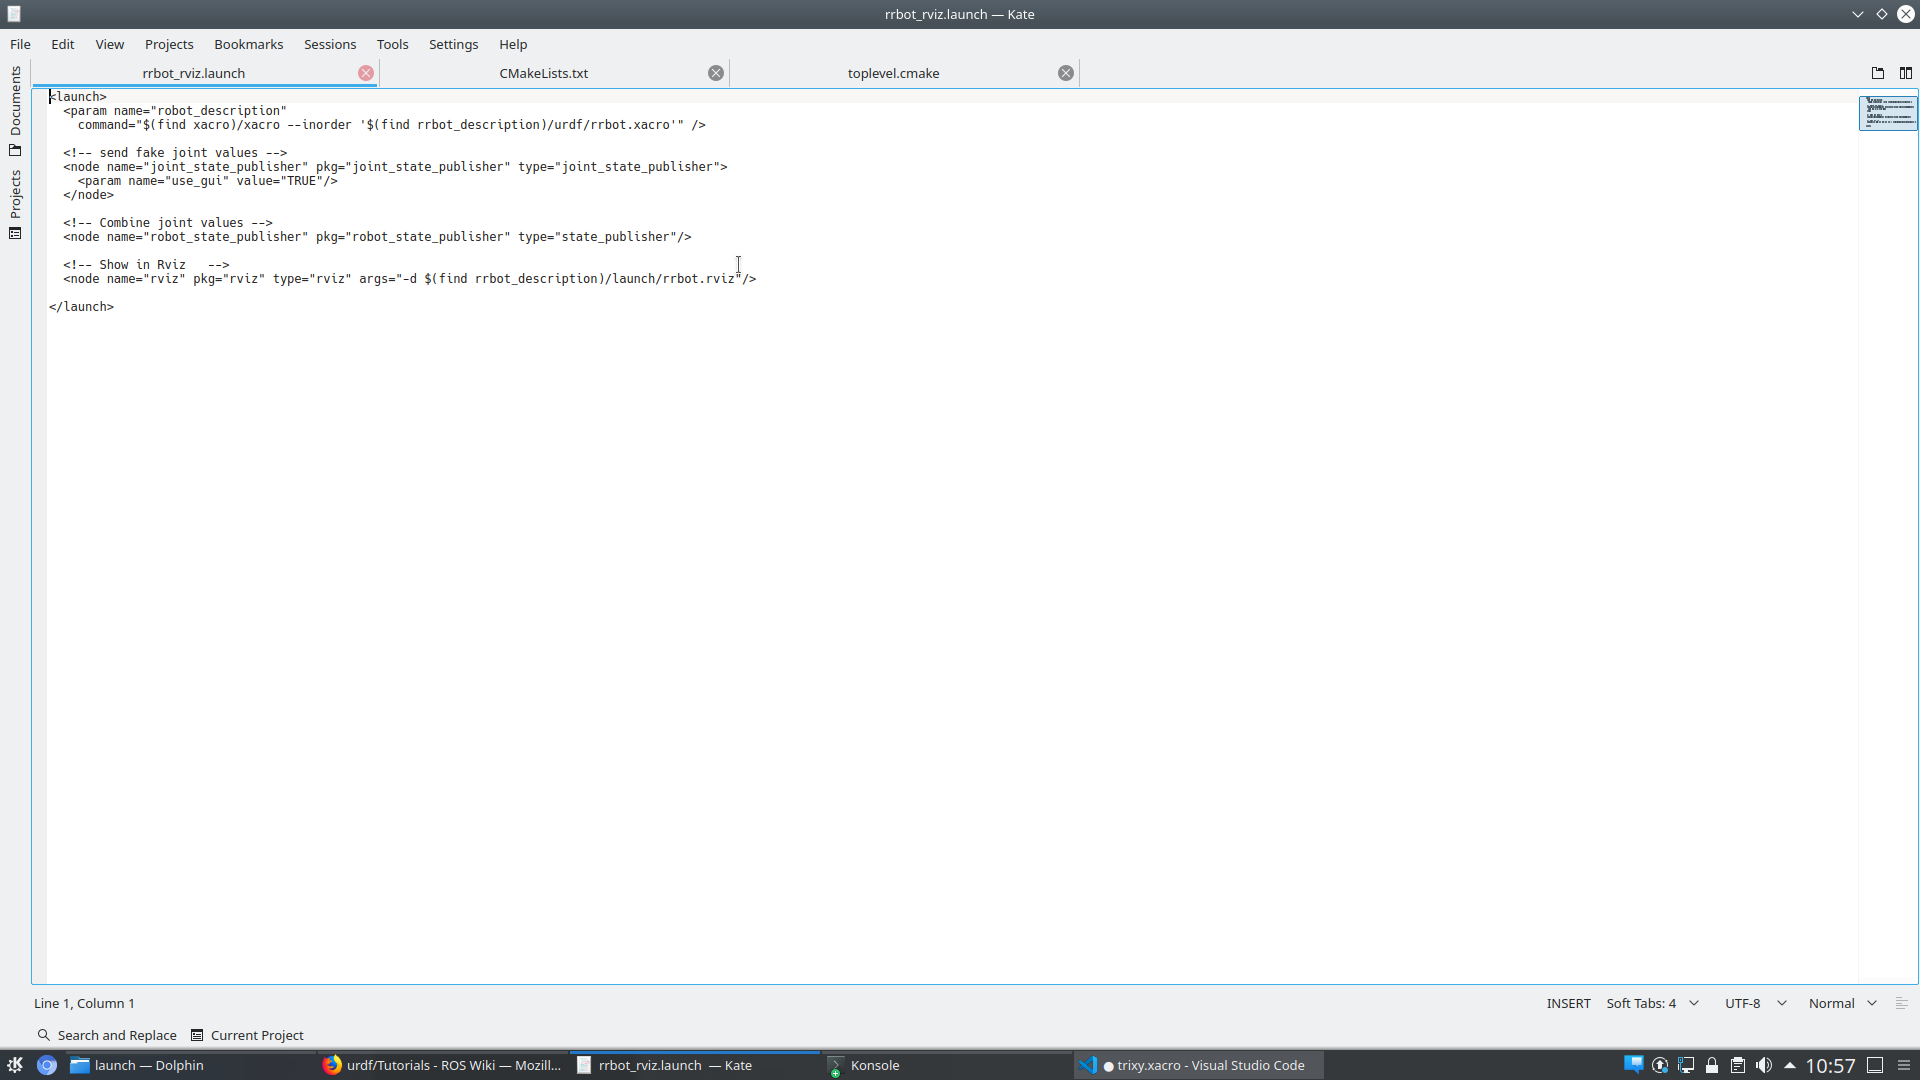 rrbot_rviz.launch — Kate
File Edit View Projects Bookmarks Sessions Tools Settings Help
rrbot_rviz.launch CMakeLists.txt toplevel.cmake
Documents
Projects
<launch>
  <param name="robot_description"
    command="$(find xacro)/xacro --inorder '$(find rrbot_description)/urdf/rrbot.xacro'" />
  <!-- send fake joint values -->
  <node name="joint_state_publisher" pkg="joint_state_publisher" type="joint_state_publisher">
    <param name="use_gui" value="TRUE"/>
  </node>
  <!-- Combine joint values -->
  <node name="robot_state_publisher" pkg="robot_state_publisher" type="state_publisher"/>
  <!-- Show in Rviz   -->
  <node name="rviz" pkg="rviz" type="rviz" args="-d $(find rrbot_description)/launch/rrbot.rviz"/>
</launch>
Line 1, Column 1 INSERT Soft Tabs: 4 UTF-8 Normal
Search and Replace Current Project
launch — Dolphin urdf/Tutorials - ROS Wiki — Mozill... rrbot_rviz.launch — Kate Konsole ● trixy.xacro - Visual Studio Code 10:57